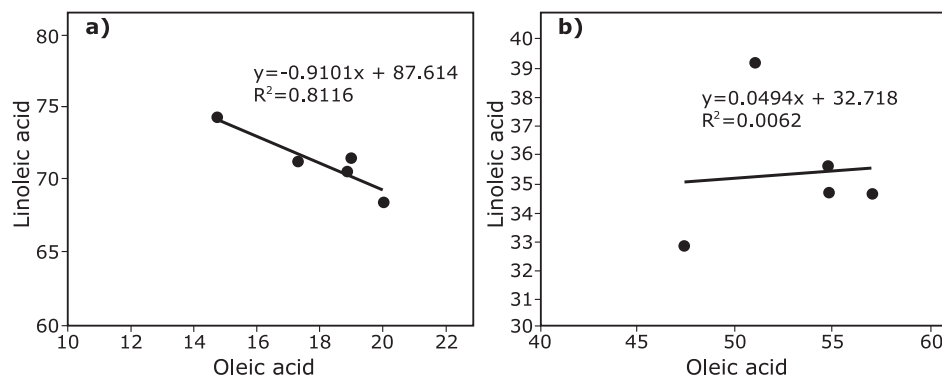 a)
80
75
70
65
60
y=-0.9101x + 87.614
R²=0.8116
Linoleic acid
10 12 14 16 18 20 22
Oleic acid
b)
40
39
38
37
36
35
34
33
32
31
30
y=0.0494x + 32.718
R²=0.0062
Linoleic acid
40 45 50 55 60
Oleic acid